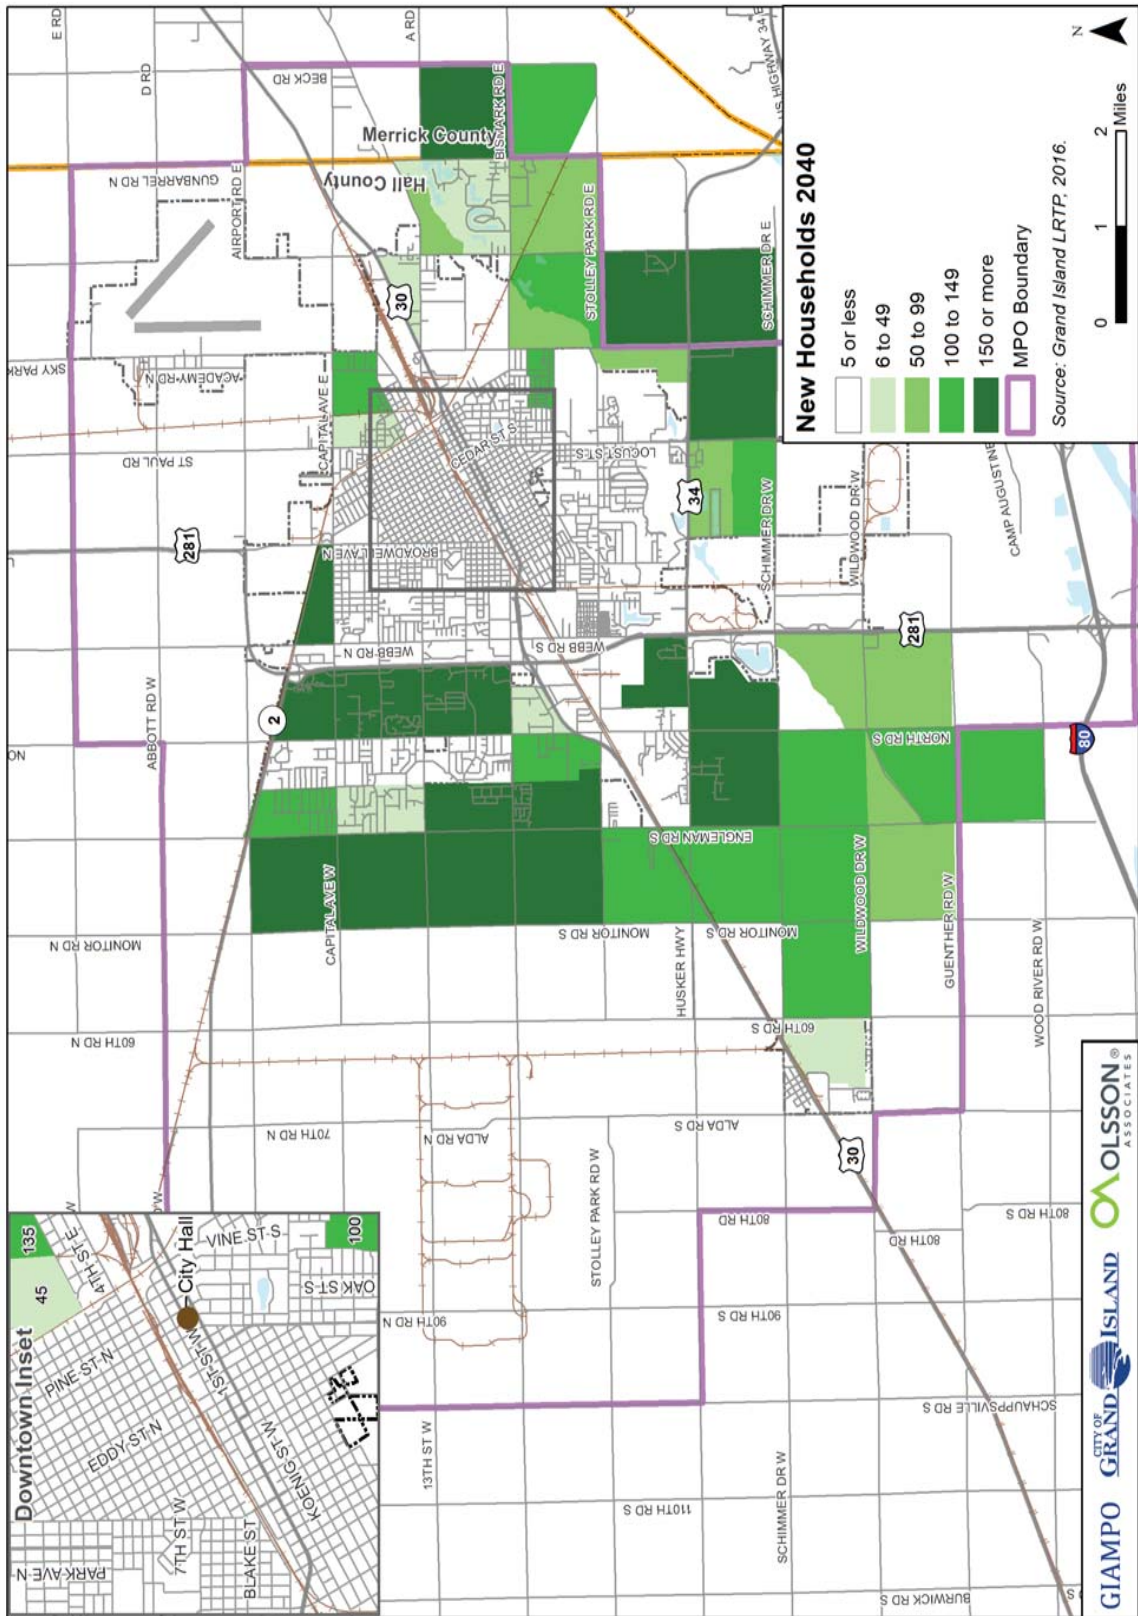 Downtown Inset
45
135
4TH ST E
PINE ST N
City Hall
VINE ST S
1ST ST W
EDDY ST N
OAK ST S
100
KOENIG ST W
7TH ST W
BLAKE ST
PARK AVE N
E RD
D RD
A RD
BECK RD
Merrick County
BISMARK RD E
Hall County
GUNBARREL RD N
AIRPORT RD E
STOLLEY PARK RD E
US HIGHWAY 34 E
SKY PARK
ACADEMY RD N
CAPITAL AVE E
30
SCHIMMER DR E
ST PAUL RD
CEDAR ST S
LOCUST ST S
34
281
BROADWELL AVE N
SCHIMMER DR W
WILDWOOD DR W
CAMP AUGUSTINE
WEBB RD N
WEBB RD S
281
2
ABBOTT RD W
NO
NORTH RD S
80
ENGLEMAN RD S
CAPITAL AVE W
MONITOR RD N
MONITOR RD S
HUSKER HWY
MONITOR RD S
WILDWOOD DR W
GUENTHER RD W
WOOD RIVER RD W
60TH RD N
60TH RD S
70TH RD N
ALDA RD N
ALDA RD S
30
STOLLEY PARK RD W
80TH RD
80TH RD
80TH RD S
90TH RD N
90TH RD S
SCHAUPPSVILLE RD S
13TH ST W
110TH RD S
SCHIMMER DR W
BURWICK RD S
New Households 2040
5 or less
6 to 49
50 to 99
100 to 149
150 or more
MPO Boundary
Source: Grand Island LRTP, 2016.
N
0 1 2
Miles
GIAMPO
CITY OF
GRAND ISLAND
OLSSON®
ASSOCIATES